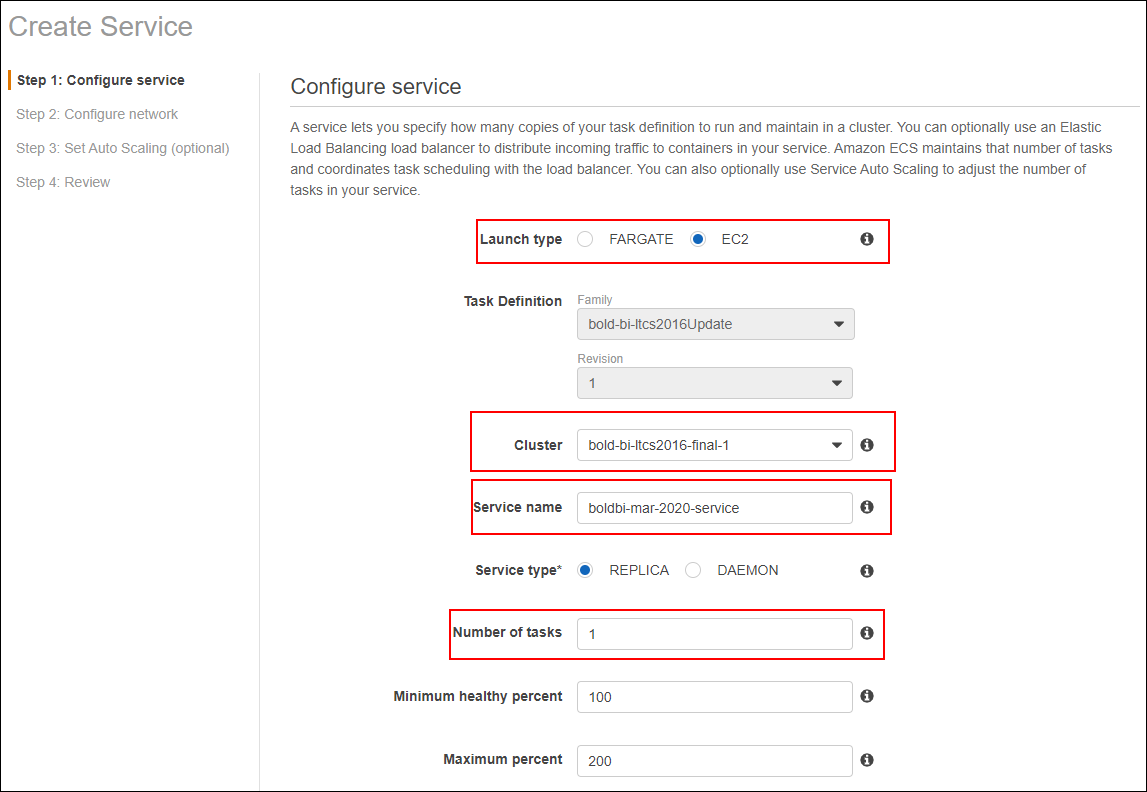 Create Service
Step 1: Configure service
Step 2: Configure network
Step 3: Set Auto Scaling (optional)
Step 4: Review
Configure service
A service lets you specify how many copies of your task definition to run and maintain in a cluster. You can optionally use an Elastic
Load Balancing load balancer to distribute incoming traffic to containers in your service. Amazon ECS maintains that number of tasks
and coordinates task scheduling with the load balancer. You can also optionally use Service Auto Scaling to adjust the number of
tasks in your service.
Launch type FARGATE EC2
Task Definition Family
bold-bi-ltcs2016Update
Revision
1
Cluster bold-bi-ltcs2016-final-1
Service name boldbi-mar-2020-service
Service type* REPLICA DAEMON
Number of tasks 1
Minimum healthy percent 100
Maximum percent 200